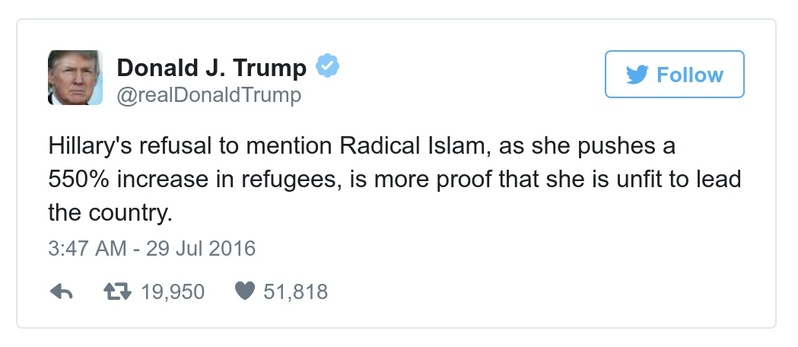 Donald J. Trump
@realDonaldTrump
Follow
Hillary's refusal to mention Radical Islam, as she pushes a
550% increase in refugees, is more proof that she is unfit to lead
the country.
3:47 AM - 29 Jul 2016
19,950 51,818